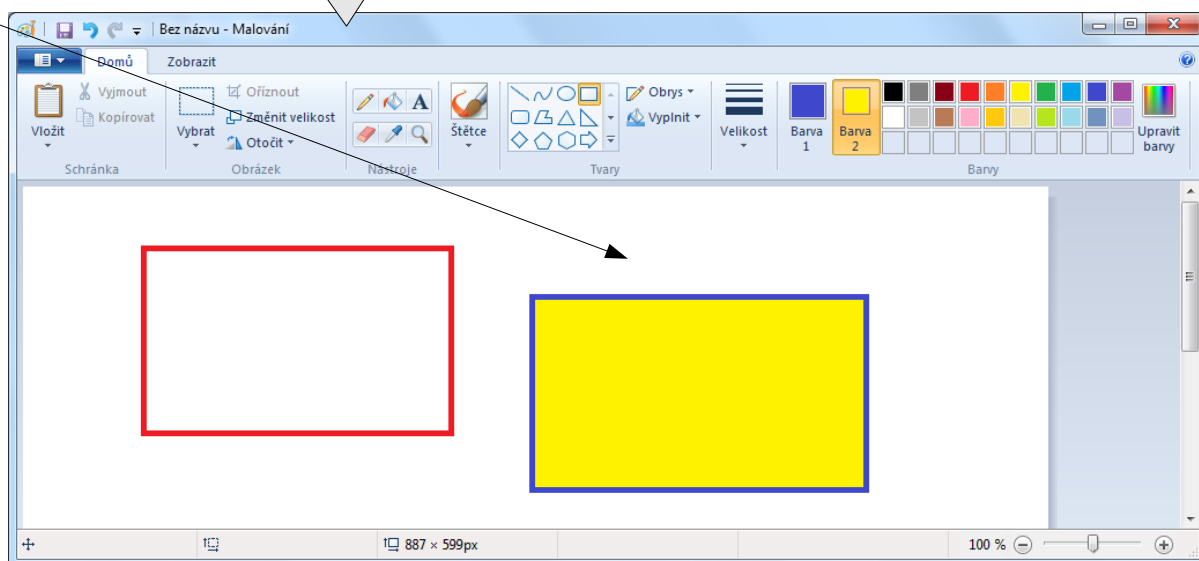 Bez názvu - Malování
Domů
Zobrazit
Vložit
Vyjmout
Kopírovat
Schránka
Vybrat
Oříznout
Změnit velikost
Otočit
Obrázek
A
Nástroje
Štětce
Obrys
Vyplnit
Tvary
Velikost
Barva
1
Barva
2
Upravit
barvy
Barvy
887 × 599px
100 %